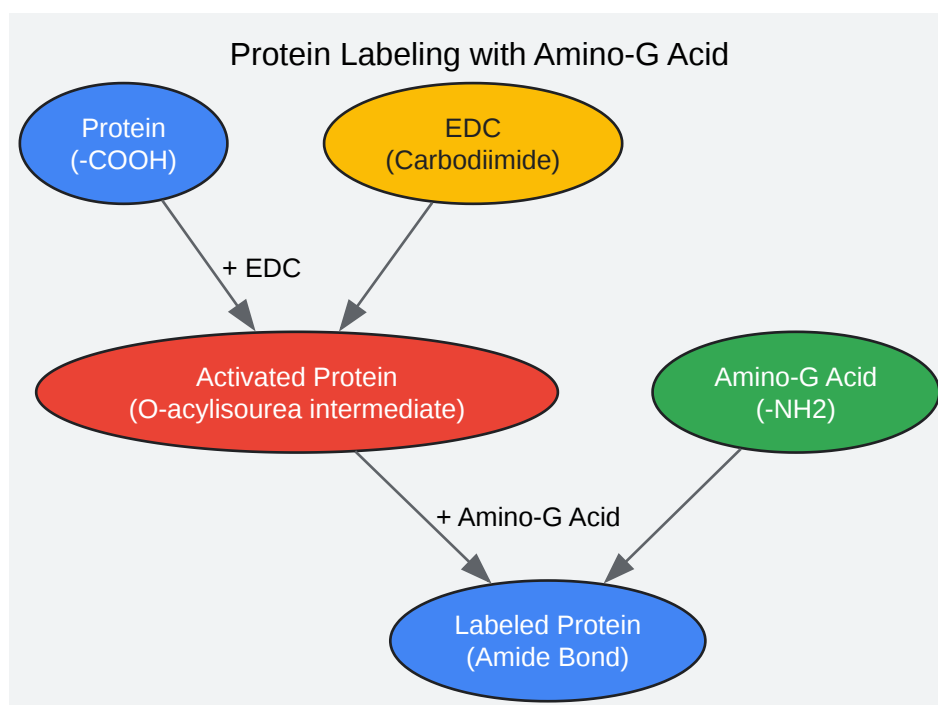 Protein Labeling with Amino-G Acid
Protein
(-COOH)
EDC
(Carbodiimide)
+ EDC
Activated Protein
(O-acylisourea intermediate)
Amino-G Acid
(-NH2)
+ Amino-G Acid
Labeled Protein
(Amide Bond)